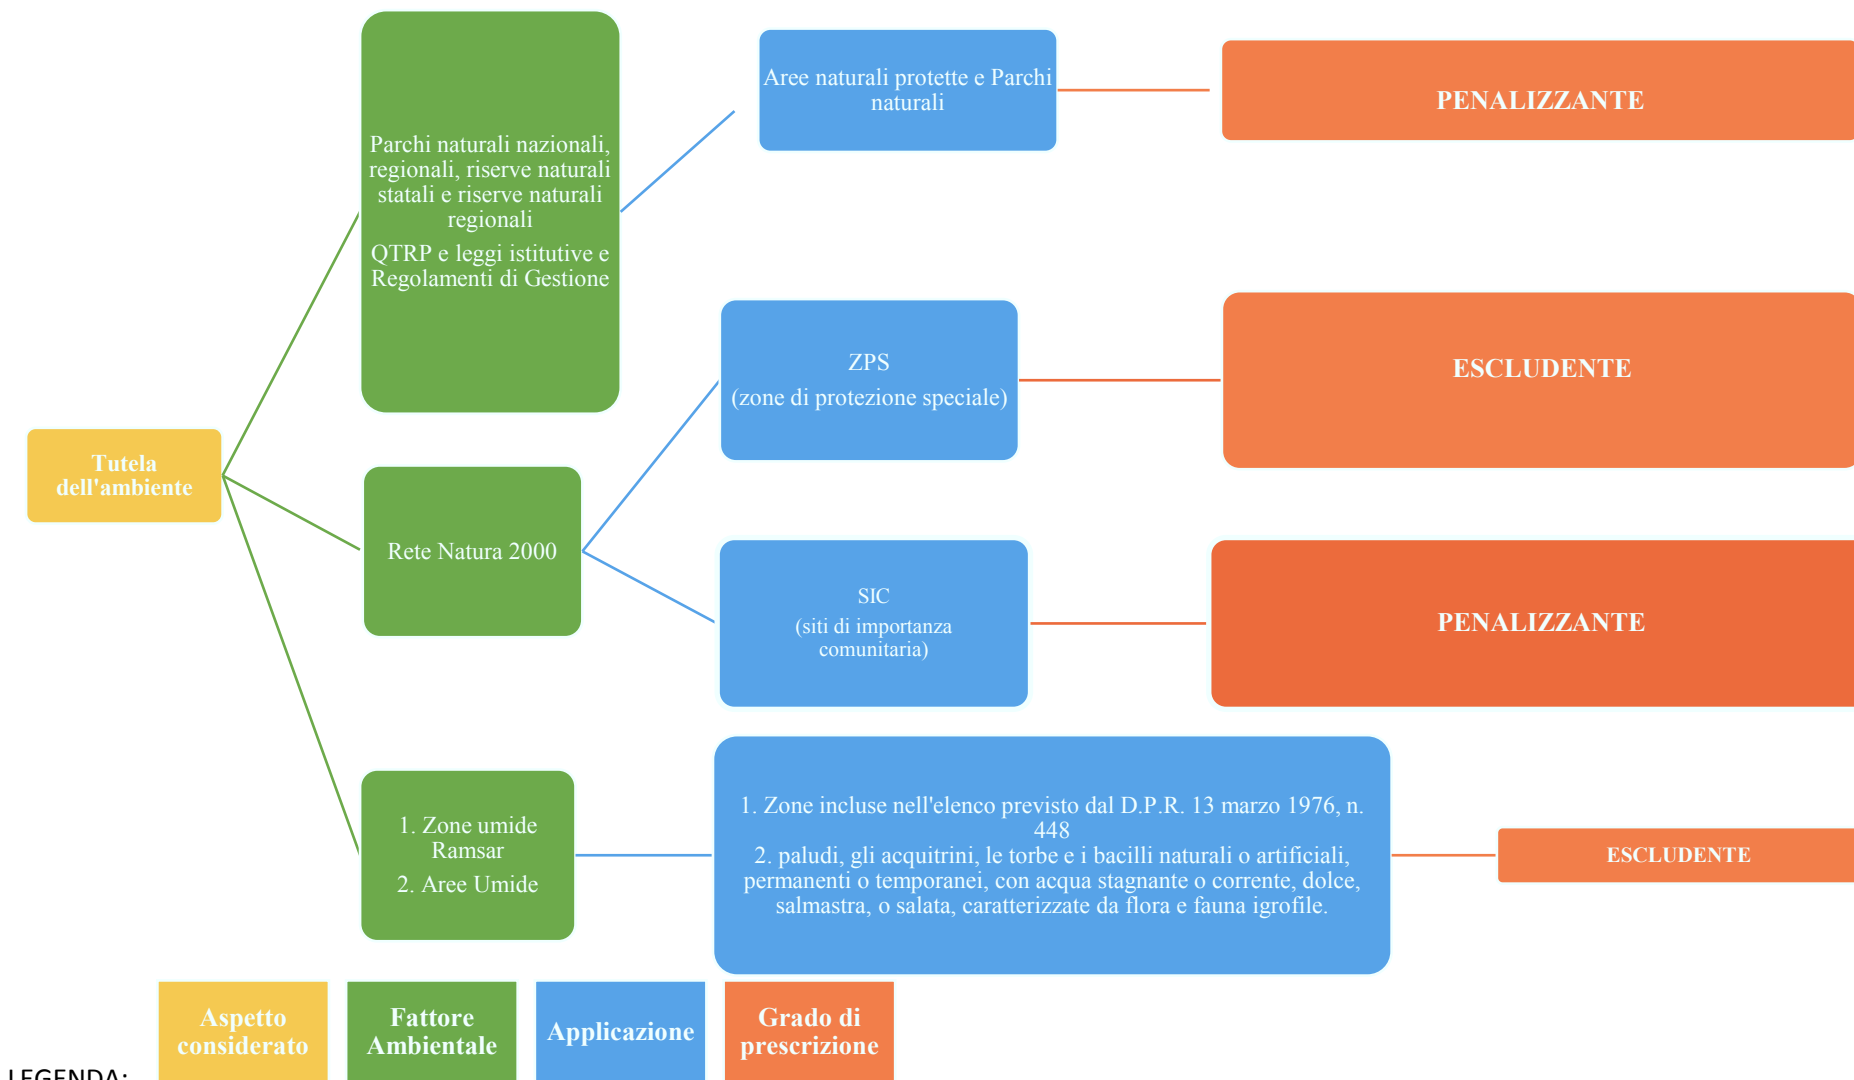 Parchi naturali nazionali,
regionali, riserve naturali
statali e riserve naturali
regionali
QTRP e leggi istitutive e
Regolamenti di Gestione
Aree naturali protette e Parchi
naturali
PENALIZZANTE
ZPS
(zone di protezione speciale)
ESCLUDENTE
Tutela
dell'ambiente
Rete Natura 2000
SIC
(siti di importanza
comunitaria)
PENALIZZANTE
1. Zone umide
Ramsar
2. Aree Umide
1. Zone incluse nell'elenco previsto dal D.P.R. 13 marzo 1976, n.
448
2. paludi, gli acquitrini, le torbe e i bacilli naturali o artificiali,
permanenti o temporanei, con acqua stagnante o corrente, dolce,
salmastra, o salata, caratterizzate da flora e fauna igrofile.
ESCLUDENTE
LEGENDA:
Aspetto
considerato
Fattore
Ambientale
Applicazione
Grado di
prescrizione